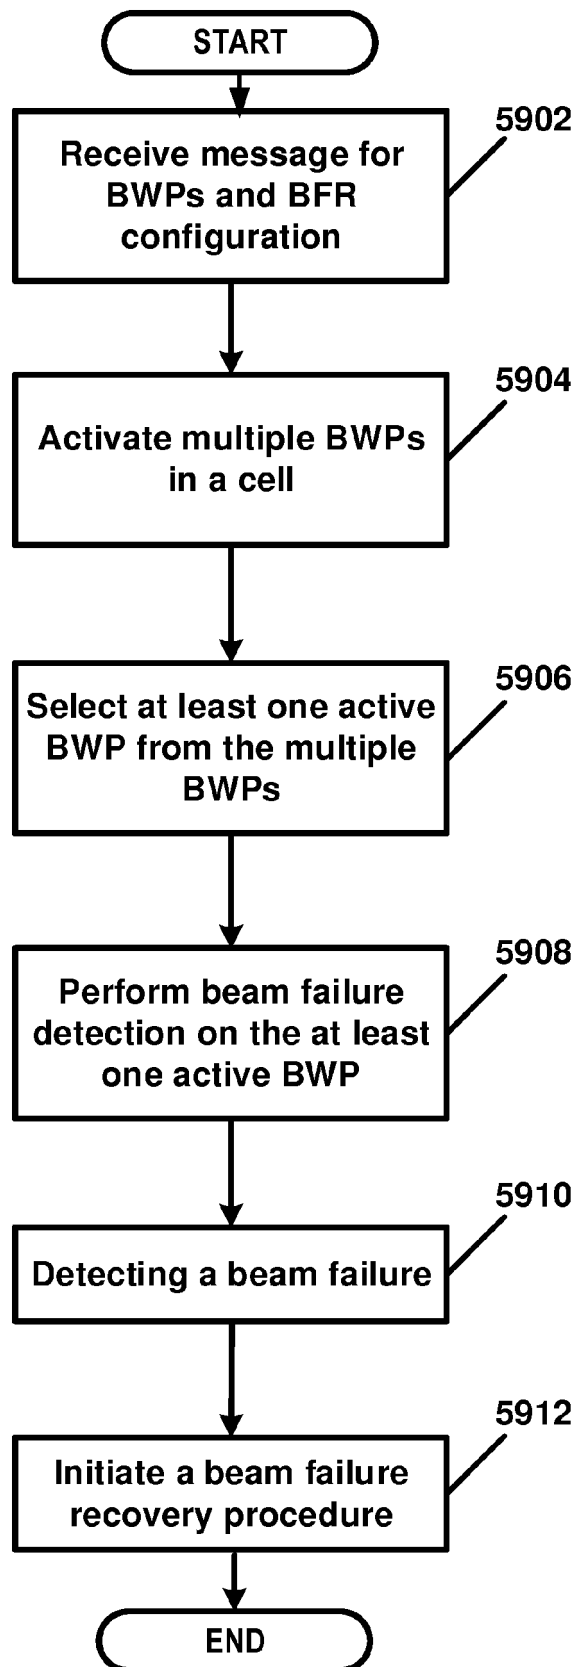 START
5902
Receive message for
BWPs and BFR
configuration
5904
Activate multiple BWPs
in a cell
5906
Select at least one active
BWP from the multiple
BWPs
5908
Perform beam failure
detection on the at least
one active BWP
5910
Detecting a beam failure
5912
Initiate a beam failure
recovery procedure
END